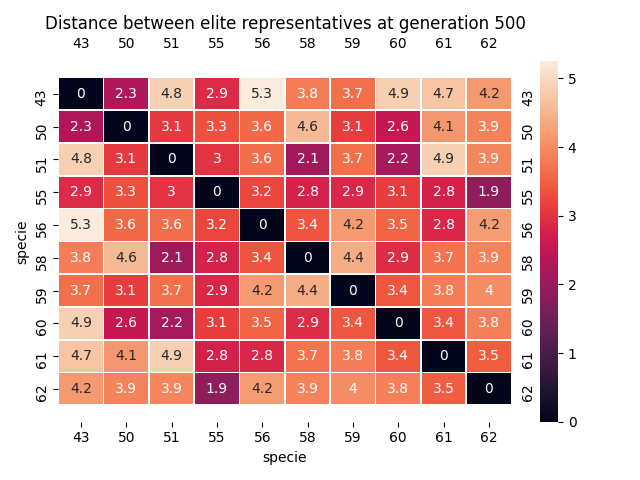 Distance between elite representatives at generation 500
43 50 51 55 56 58 59 60 61 62
43 0 2.3 4.8 2.9 5.3 3.8 3.7 4.9 4.7 4.2 43
50 2.3 0 3.1 3.3 3.6 4.6 3.1 2.6 4.1 3.9 50
51 4.8 3.1 0 3 3.6 2.1 3.7 2.2 4.9 3.9 51
55 2.9 3.3 3 0 3.2 2.8 2.9 3.1 2.8 1.9 55
56 5.3 3.6 3.6 3.2 0 3.4 4.2 3.5 2.8 4.2 56
58 3.8 4.6 2.1 2.8 3.4 0 4.4 2.9 3.7 3.9 58
59 3.7 3.1 3.7 2.9 4.2 4.4 0 3.4 3.8 4 59
60 4.9 2.6 2.2 3.1 3.5 2.9 3.4 0 3.4 3.8 60
61 4.7 4.1 4.9 2.8 2.8 3.7 3.8 3.4 0 3.5 61
62 4.2 3.9 3.9 1.9 4.2 3.9 4 3.8 3.5 0 62
43 50 51 55 56 58 59 60 61 62
specie
specie
5
4
3
2
1
0